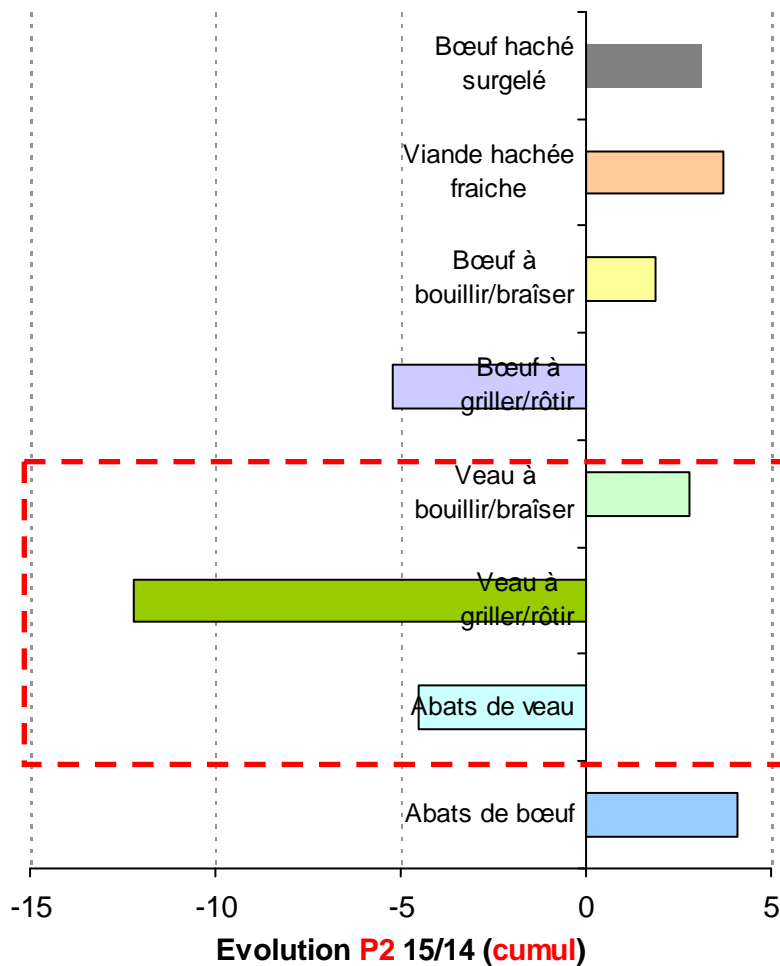 Bœuf haché
surgelé
Viande hachée
fraiche
Bœuf à
bouillir/braîser
Bœuf à
griller/rôtir
Veau à
bouillir/braîser
Veau à
griller/rôtir
Abats de veau
Abats de bœuf
-15 -10 -5 0 5
Evolution P2 15/14 (cumul)